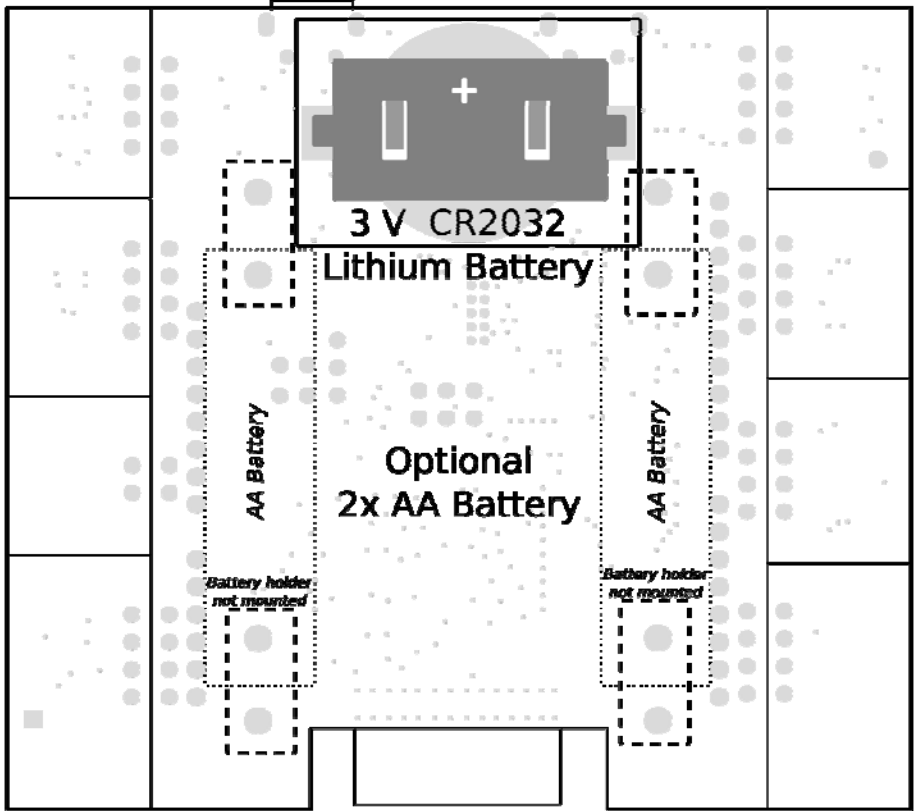 +
3 V CR2032
Lithium Battery
AA Battery
AA Battery
Optional
2x AA Battery
Battery holder
not mounted
Battery holder
not mounted